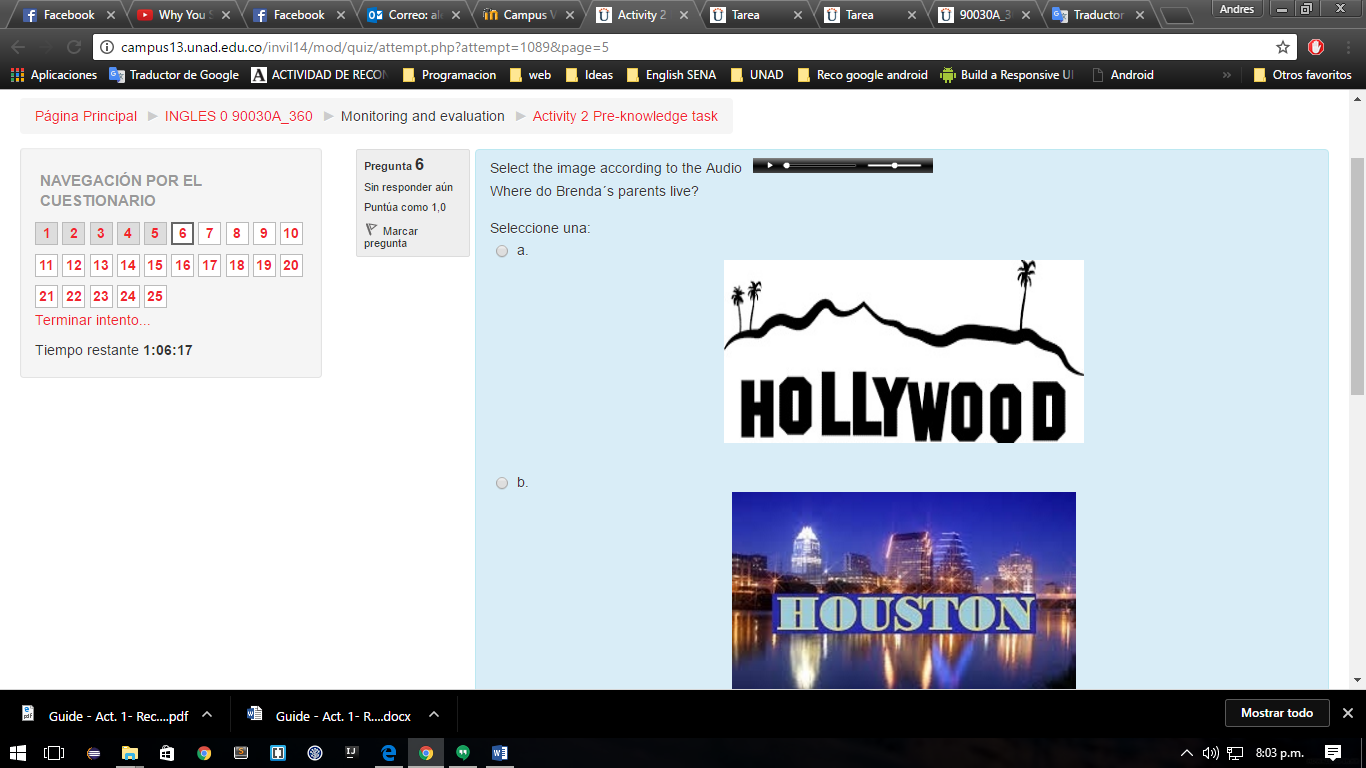 Facebook
Why You S
Facebook
Correo: al
Campus V
Activity 2
Tarea
Tarea
90030A_3
Traductor
Andres
campus13.unad.edu.co/invil14/mod/quiz/attempt.php?attempt=1089&page=5
Aplicaciones
Traductor de Google
ACTIVIDAD DE RECON
Programacion
web
Ideas
English SENA
UNAD
Reco google android
Build a Responsive UI
Android
»
Otros favoritos
Página Principal
INGLES 0 90030A_360
Monitoring and evaluation
Activity 2 Pre-knowledge task
NAVEGACIÓN POR EL
CUESTIONARIO
1 2 3 4 5 6 7 8 9 10
11 12 13 14 15 16 17 18 19 20
21 22 23 24 25
Terminar intento...
Tiempo restante 1:06:17
Pregunta 6
Sin responder aún
Puntúa como 1,0
Marcar
pregunta
Select the image according to the Audio
Where do Brenda´s parents live?
Seleccione una:
a.
HOLLYWOOD
b.
HOUSTON
Guide - Act. 1- Rec....pdf
Guide - Act. 1- R....docx
Mostrar todo
8:03 p.m.